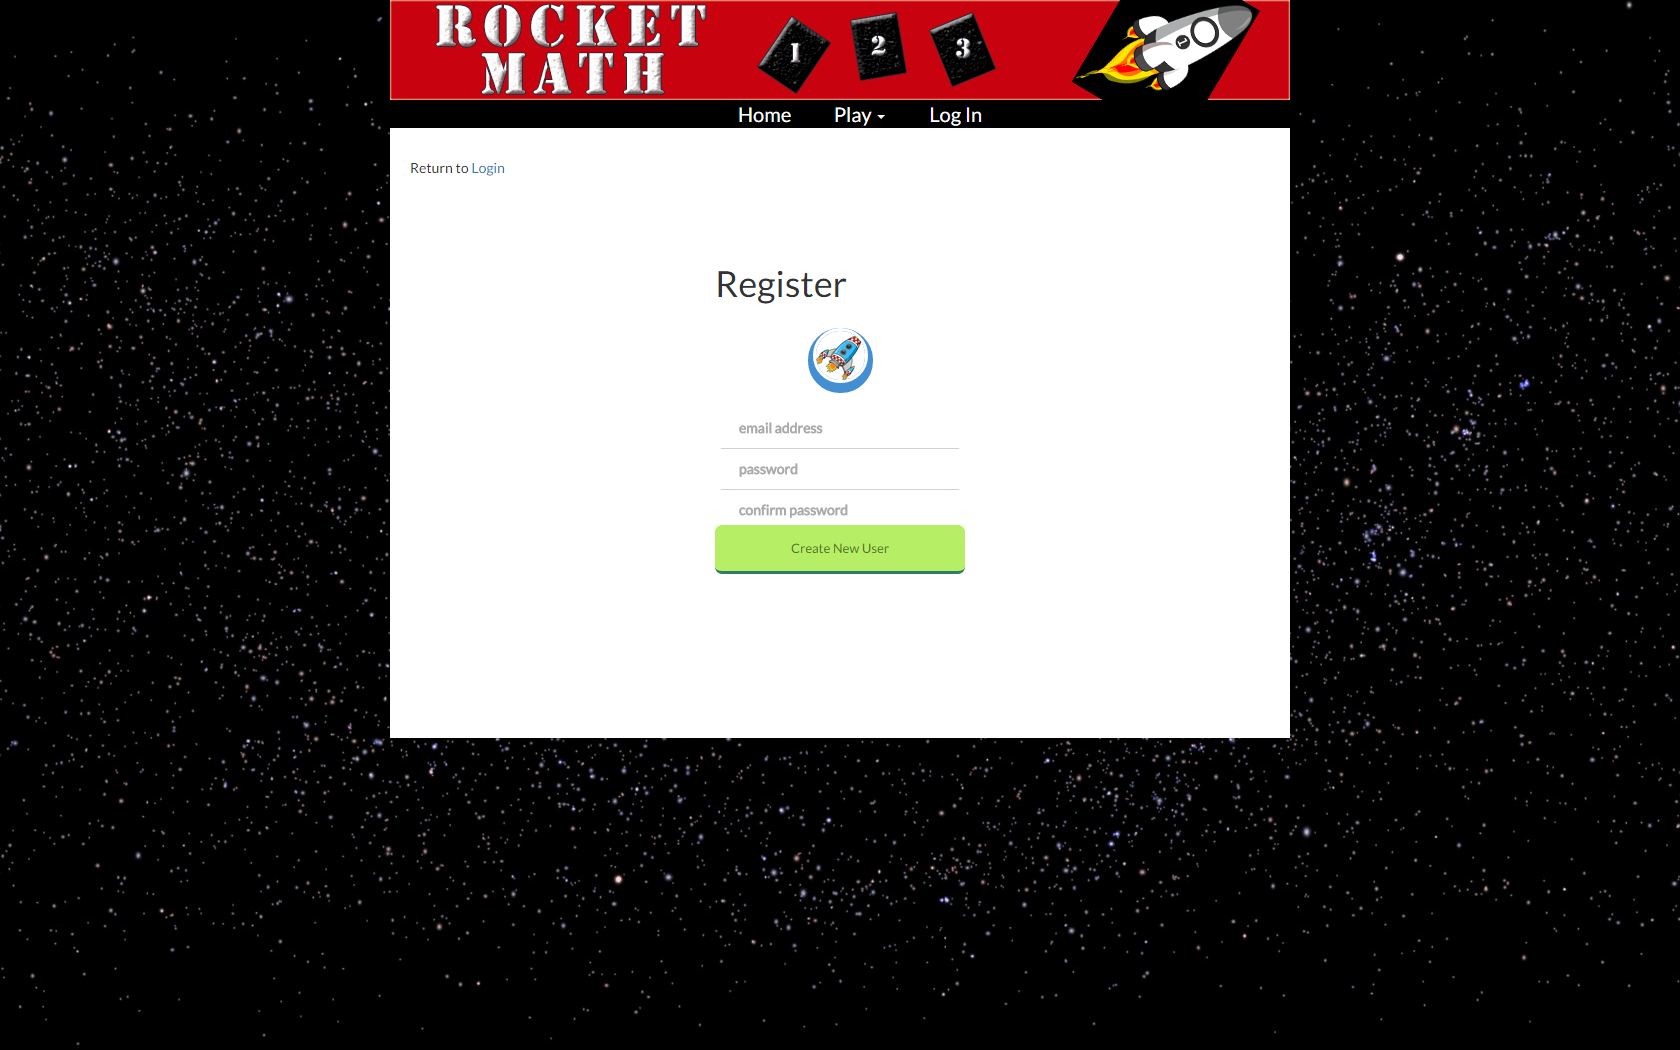 ROCKET
MATH
1 2 3
1
Home Play Log In
Return to Login
Register
email address
password
confirm password
Create New User